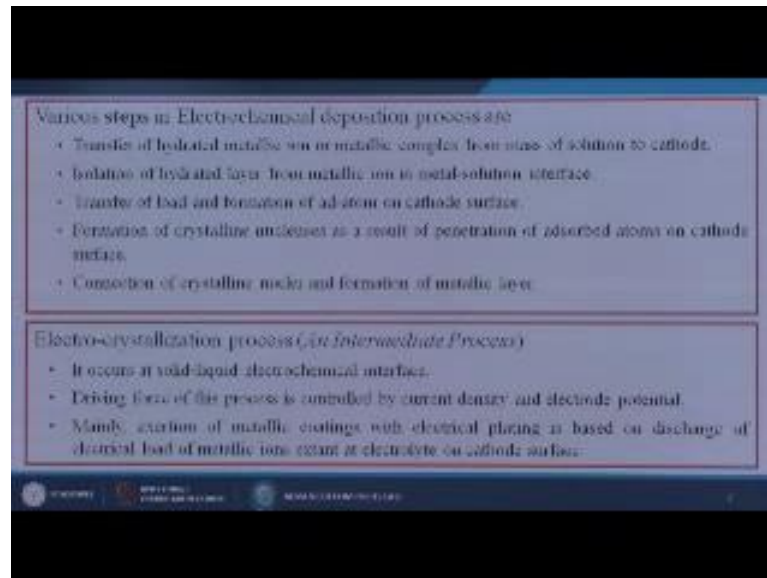 Various steps in Electrochemical deposition process are
• Transfer of hydrated metallic ion or metallic complex from mass of solution to cathode.
• Isolation of hydrated layer from metallic ion in metal-solution interface.
• Transfer of load and formation of ad-atom on cathode surface.
• Formation of crystalline nucleuses as a result of penetration of adsorbed atoms on cathode
surface.
• Connection of crystalline and formation of metallic layer.
Electro-crystallization process (An Intermediate Process)
• It occurs at solid-liquid electrochemical interface.
• Driving force of this process is controlled by current density and electrode potential.
• Mainly, exertion of metallic coatings with electrical plating is based on discharge of
electrical load of metallic ions extant at electrolyte on cathode surface